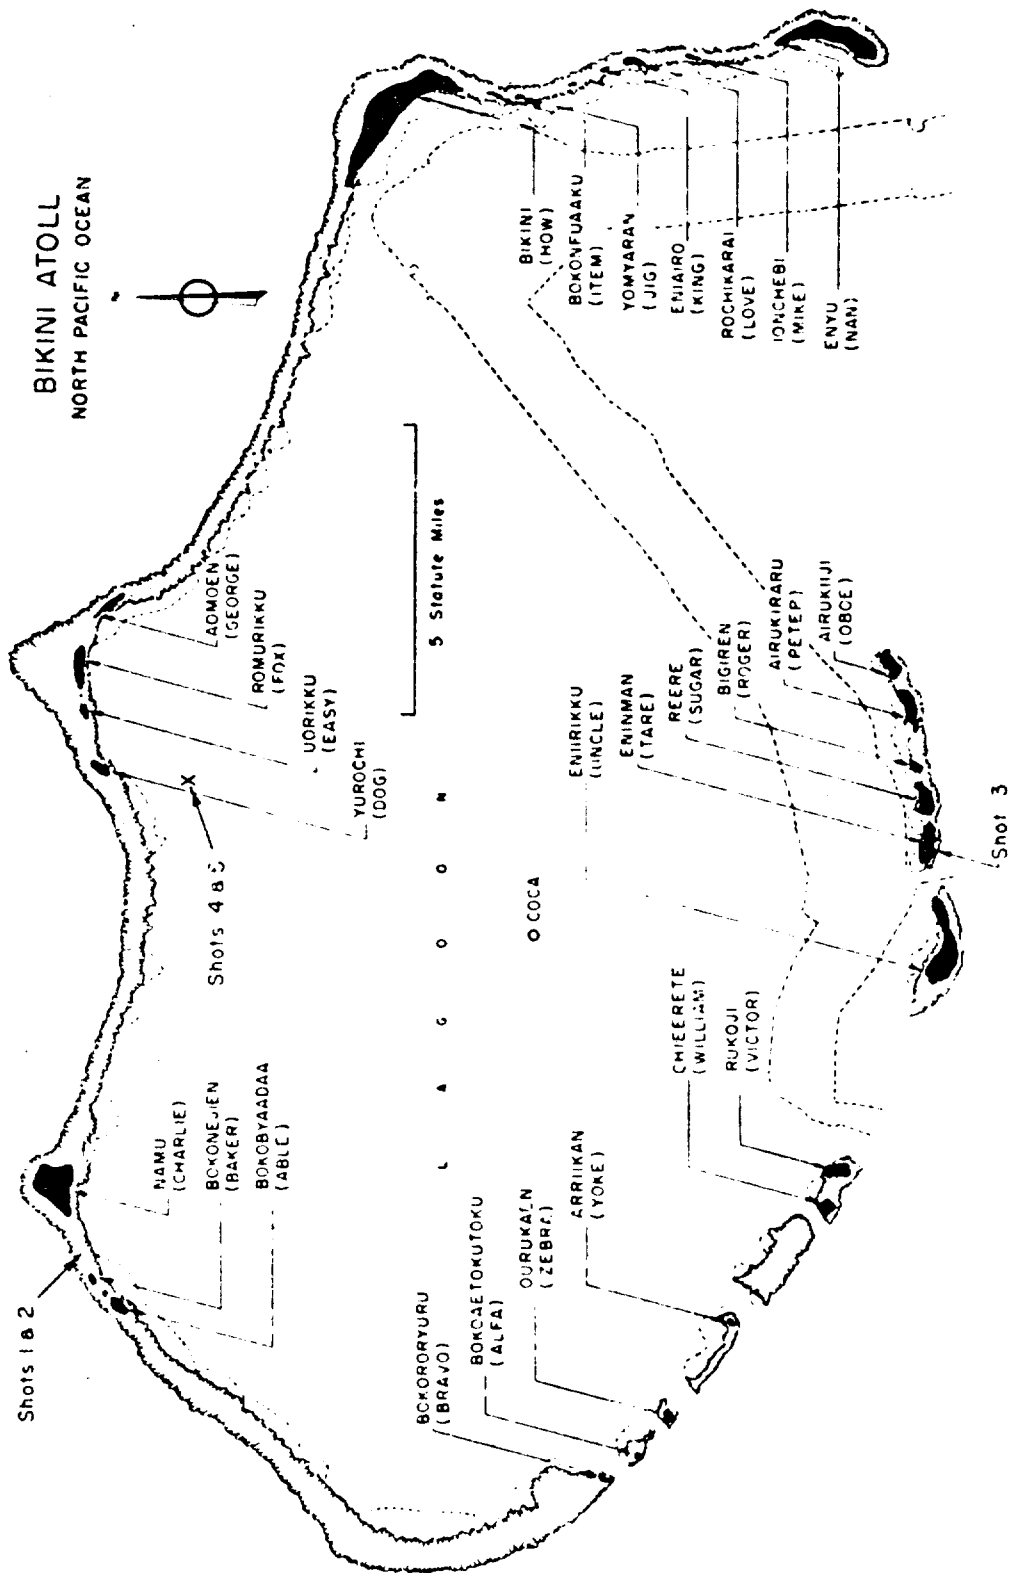 BIKINI ATOLL
NORTH PACIFIC OCEAN
Shots 1 & 2
NAMU
(CHARLIE)
BOKONEJIEN
(BAKER)
BOKOBYAADAA
(ABLE)
Shots 4 & 5
YUROCHI
(DOG)
UORIKKU
(EASY)
ROMURIKKU
(FOX)
AOMOEN
(GEORGE)
5 Statute Miles
L A G O O N
O COCA
BIKINI
(HOW)
BOKONFUAAKU
(ITEM)
YOMYARAN
(JIG)
ENIAIRO
(KING)
ROCHIKARAI
(LOVE)
IONCHEBI
(MIKE)
ENYU
(NAN)
BOKORORYURU
(BRAVO)
BOKOAETOKUTOKU
(ALFA)
OURUKAEN
(ZEBRA)
ARRIIKAN
(YOKE)
CHIEERETE
(WILLIAM)
RUKOJI
(VICTOR)
ENIIRIKKU
(UNCLE)
ENINMAN
(TARE)
REERE
(SUGAR)
BIGIREN
(ROGER)
AIRUKIRARU
(PETER)
AIRUKIIJI
(OBOE)
Shot 3